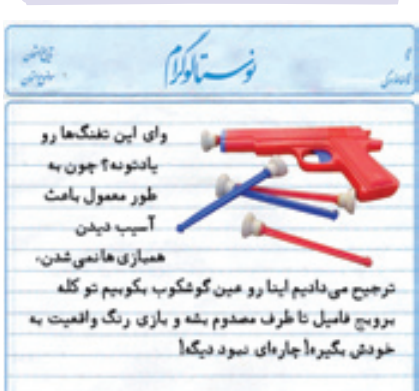 نوستالوگرام
وای این تفنگ‌ها رو
یادتونه؟ چون به
طور معمول باعث
آسیب دیدن
همبازی‌ها نمی‌شدن،
ترجیح می‌دادیم اینا رو عین گوشکوب بکوبیم تو کله
بروبچ فامیل تا طرف مصدوم بشه و بازی رنگ واقعیت به
خودش بگیره! چاره‌ای نبود دیگه!